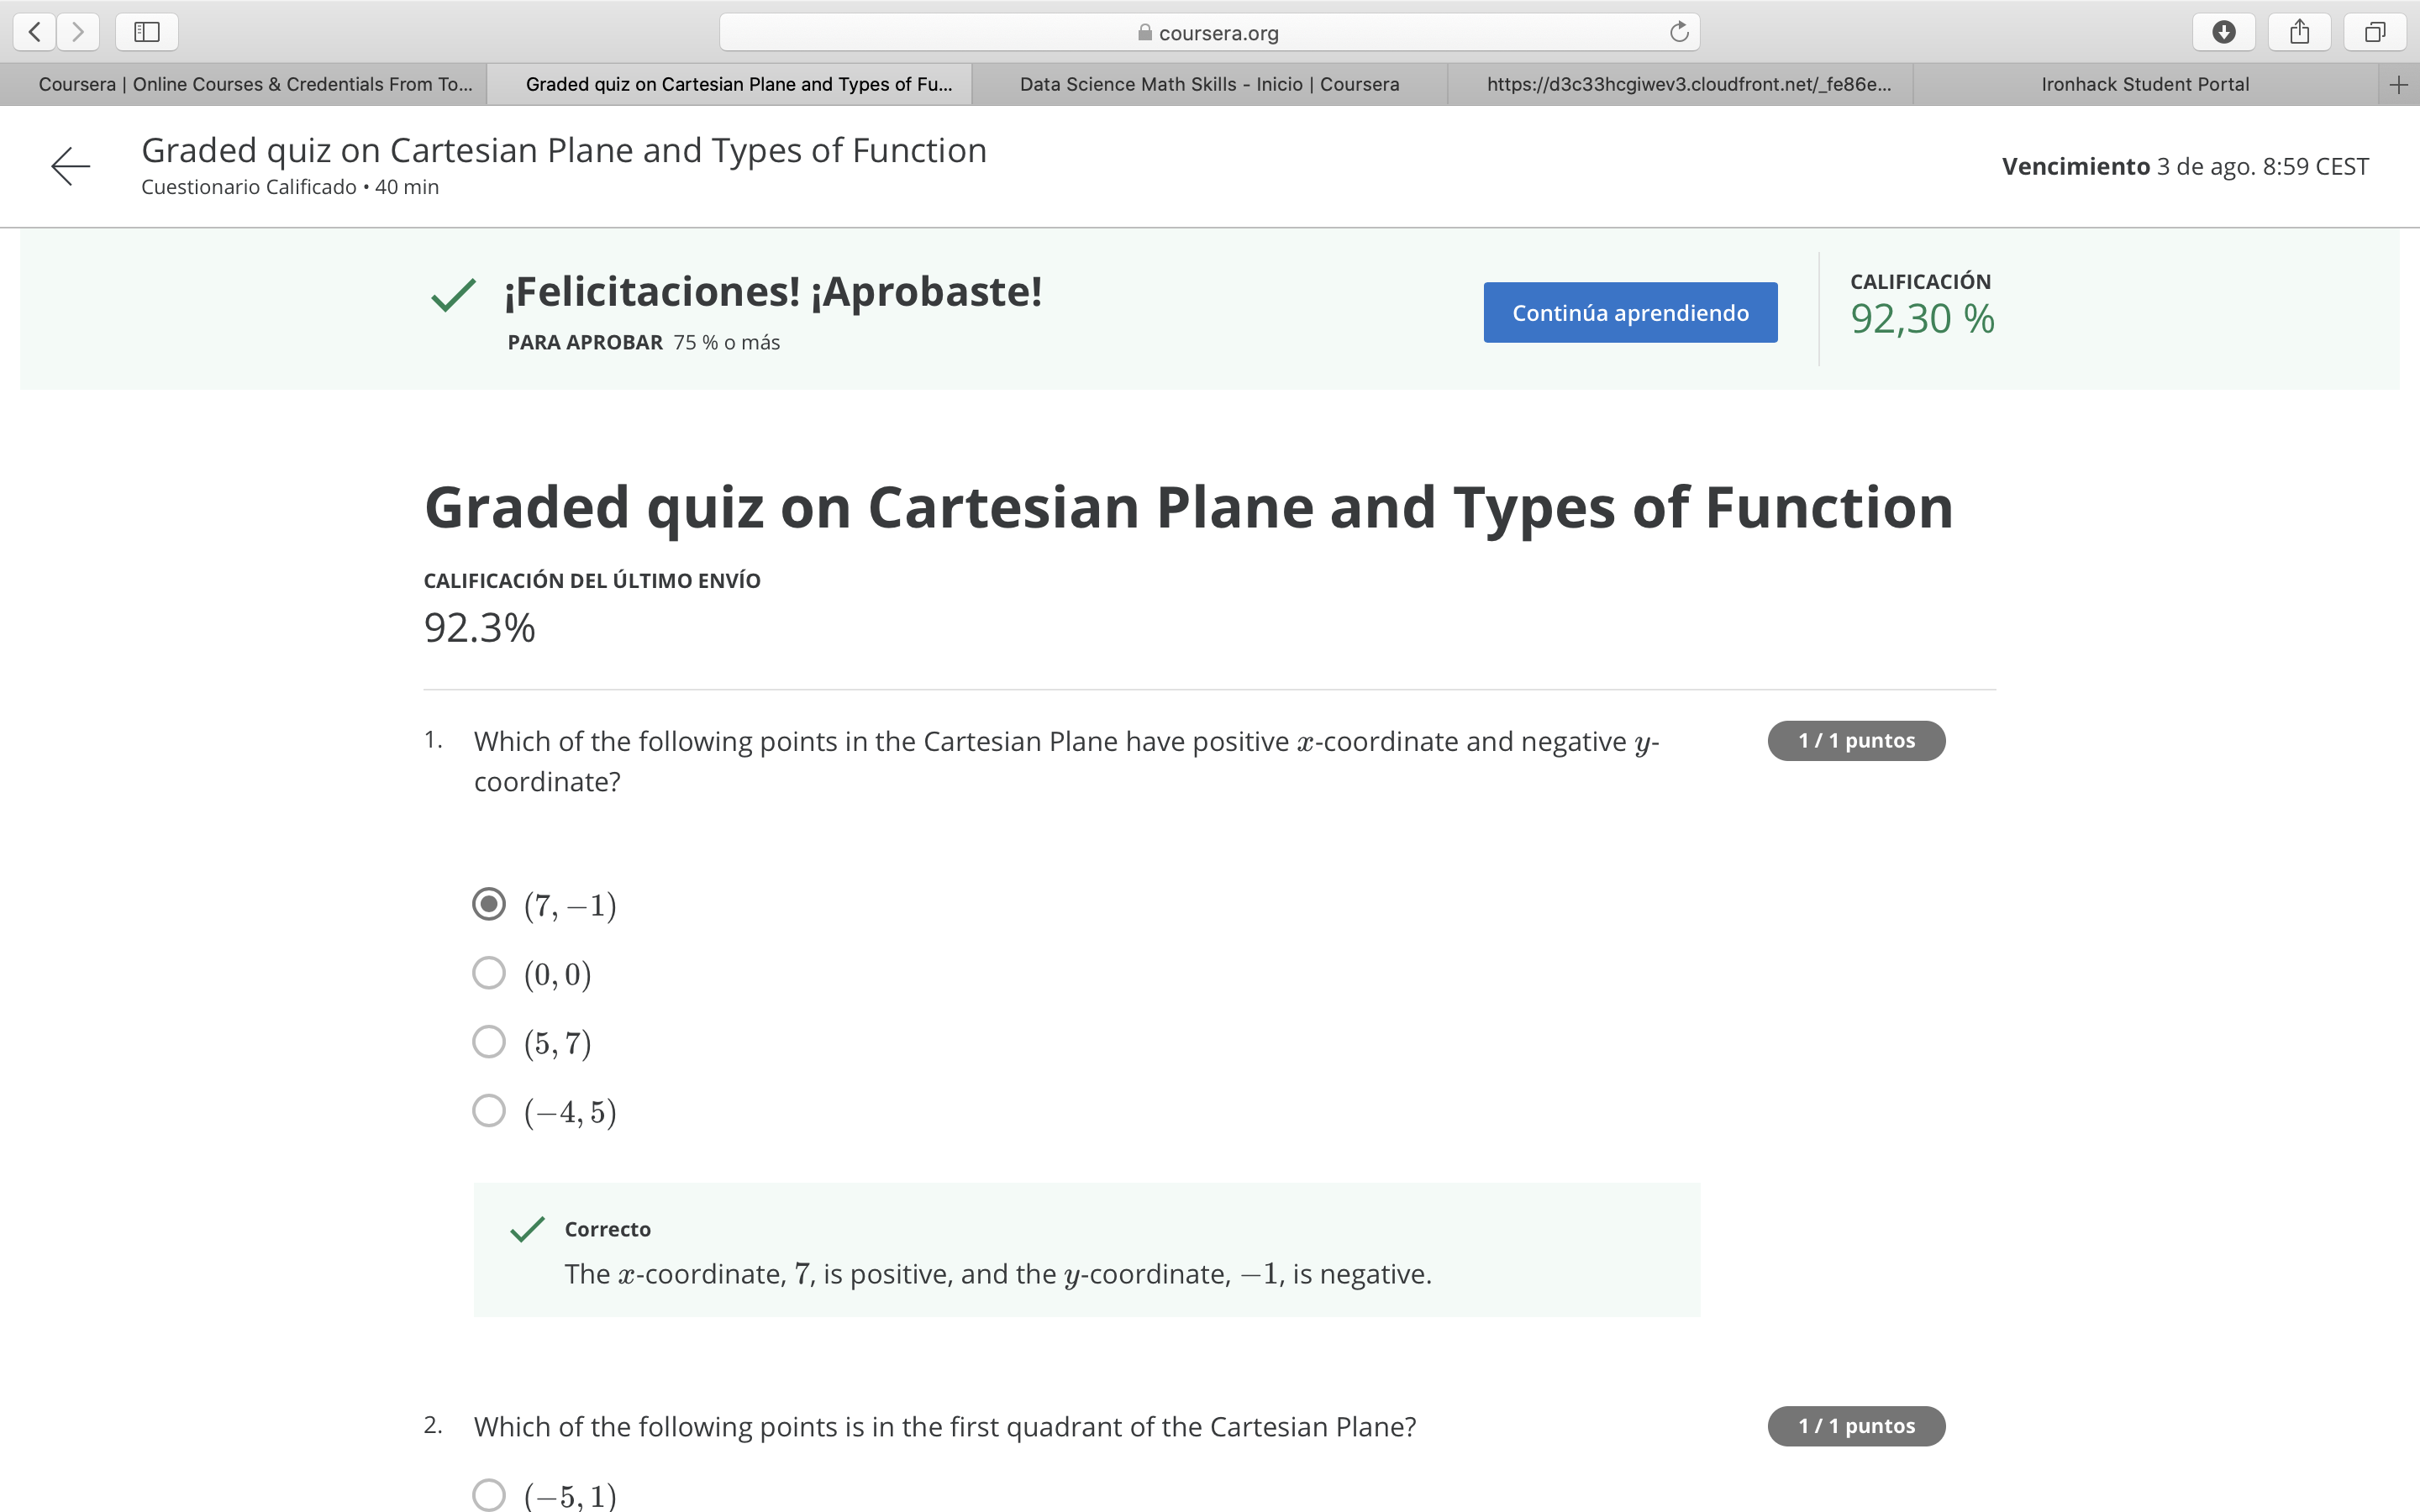 coursera.org
Coursera | Online Courses & Credentials From To...
Graded quiz on Cartesian Plane and Types of Fu...
Data Science Math Skills - Inicio | Coursera
https://d3c33hcgiwev3.cloudfront.net/_fe86e...
Ironhack Student Portal
Graded quiz on Cartesian Plane and Types of Function
Cuestionario Calificado • 40 min
Vencimiento 3 de ago. 8:59 CEST
¡Felicitaciones! ¡Aprobaste!
PARA APROBAR 75 % o más
Continúa aprendiendo
CALIFICACIÓN
92,30 %
Graded quiz on Cartesian Plane and Types of Function
CALIFICACIÓN DEL ÚLTIMO ENVÍO
92.3%
1. Which of the following points in the Cartesian Plane have positive x-coordinate and negative y-
coordinate?
1 / 1 puntos
(7, −1)
(0, 0)
(5, 7)
(−4, 5)
Correcto
The x-coordinate, 7, is positive, and the y-coordinate, −1, is negative.
2. Which of the following points is in the first quadrant of the Cartesian Plane?
1 / 1 puntos
(−5, 1)